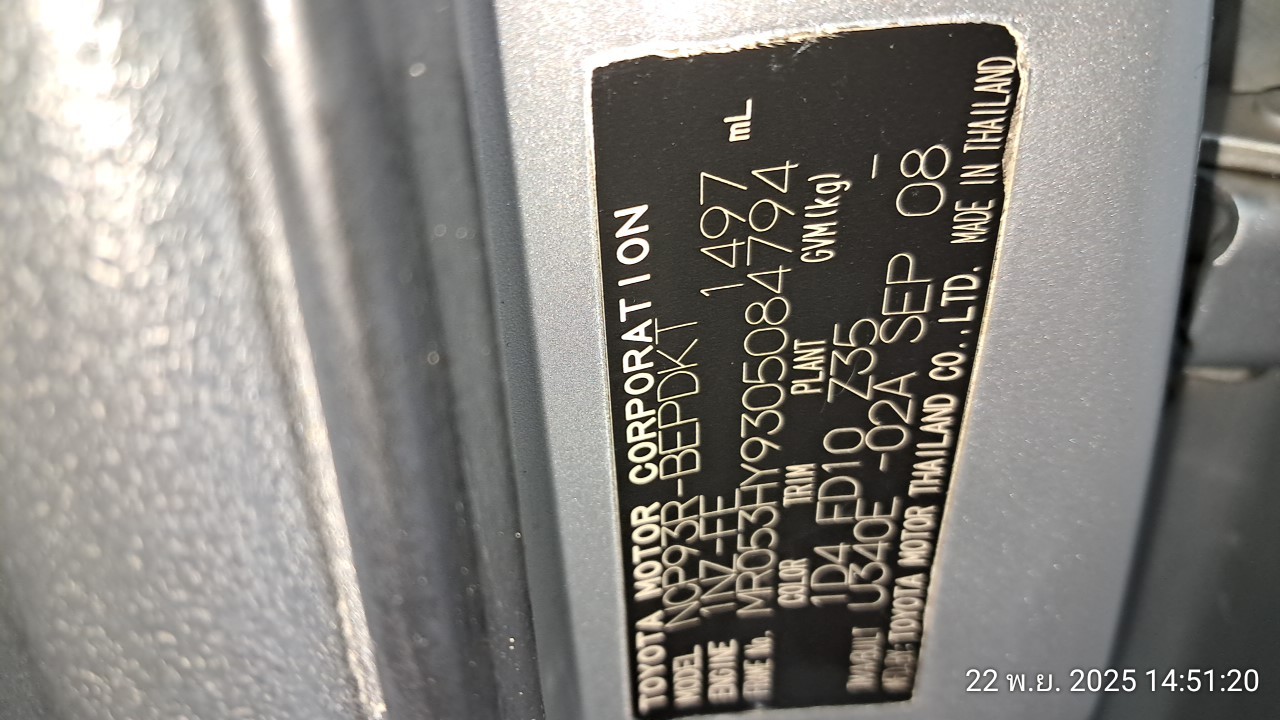 TOYOTA MOTOR CORPORATION
MODEL NCP93R-BEPDKT
ENGINE 1NZ-FE 1497 mL
FRAME No. MR053HY9305084794
COLOR TRIM PLANT GVM(kg)
1D4 FD10 Z35 -
U340E -02A SEP 08
TOYOTA MOTOR THAILAND CO.,LTD. MADE IN THAILAND
22 พ.ย. 2025 14:51:20